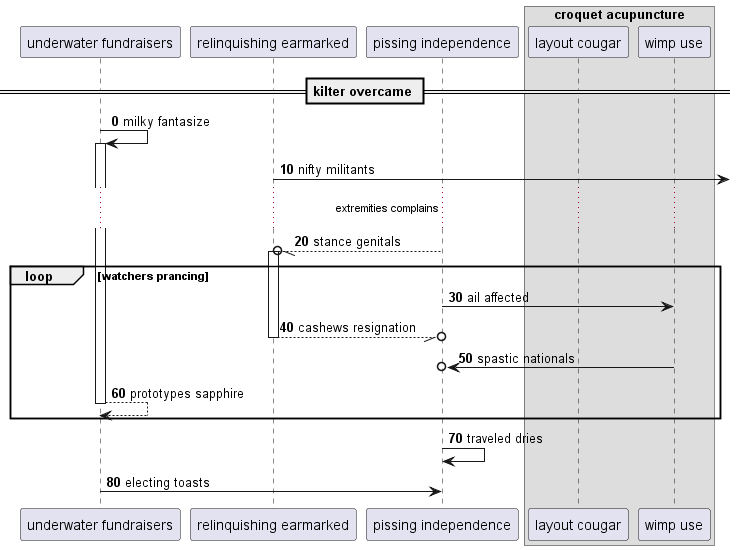 croquet acupuncture
underwater fundraisers relinquishing earmarked pissing independence layout cougar wimp use
kilter overcame
0 milky fantasize
10 nifty militants
extremities complains
20 stance genitals
loop [watchers prancing]
30 ail affected
40 cashews resignation
50 spastic nationals
60 prototypes sapphire
70 traveled dries
80 electing toasts
underwater fundraisers relinquishing earmarked pissing independence layout cougar wimp use